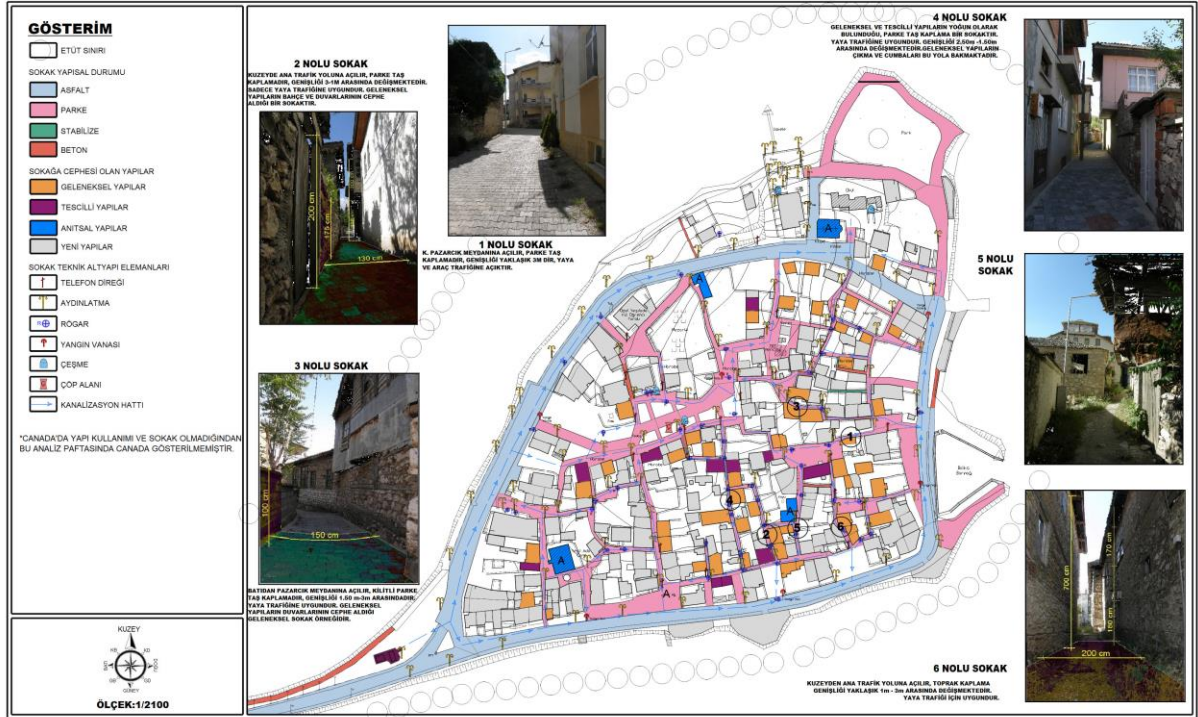 GÖSTERİM
ETÜT SINIRI
SOKAK YAPISAL DURUMU
ASFALT
PARKE
STABİLİZE
BETON
SOKAĞA CEPHESİ OLAN YAPILAR
GELENEKSEL YAPILAR
TESCİLLİ YAPILAR
ANITSAL YAPILAR
YENİ YAPILAR
SOKAK TEKNİK ALTYAPI ELEMANLARI
TELEFON DİREĞİ
AYDINLATMA
RÖGAR
YANGIN VANASI
ÇEŞME
ÇÖP ALANI
KANALİZASYON HATTI
*CANADA'DA YAPI KULLANIMI VE SOKAK OLMADIĞINDAN
BU ANALİZ PAFTASINDA CANADA GÖSTERİLMEMİŞTİR.
KUZEY
GÜNEY
ÖLÇEK:1/2100
2 NOLU SOKAK
KUZEYDE ANA TRAFİK YOLUNA AÇILIR, PARKE TAŞ
KAPLAMADIR, GENİŞLİĞİ 3-1M ARASINDA DEĞİŞMEKTEDİR.
SADECE YAYA TRAFİĞİNE UYGUNDUR. GELENEKSEL
YAPILARIN BAHÇE VE DUVARLARININ CEPHE
ALDIĞI BİR SOKAKTIR.
200 cm
175 cm
130 cm
1 NOLU SOKAK
K. PAZARCIK MEYDANINA AÇILIR, PARKE TAŞ
KAPLAMADIR, GENİŞLİĞİ YAKLAŞIK 3M DİR, YAYA
VE ARAÇ TRAFİĞİNE AÇIKTIR.
3 NOLU SOKAK
100 cm
150 cm
BATIDAN PAZARCIK MEYDANINA AÇILIR, KİLİTLİ PARKE
TAŞ KAPLAMADIR, GENİŞLİĞİ 1.50 m-3m ARASINDADIR.
YAYA TRAFİĞİNE UYGUNDUR. GELENEKSEL
YAPILARIN DUVARLARININ CEPHE ALDIĞI
GELENEKSEL SOKAK ÖRNEĞİDİR.
4 NOLU SOKAK
GELENEKSEL VE TESCİLLİ YAPILARIN YOĞUN OLARAK
BULUNDUĞU, PARKE TAŞ KAPLAMA BİR SOKAKTIR.
YAYA TRAFİĞİNE UYGUNDUR. GENİŞLİĞİ 2.50m -1.50m
ARASINDA DEĞİŞMEKTEDİR.GELENEKSEL YAPILARIN
ÇIKMA VE CUMBALARI BU YOLA BAKMAKTADIR.
5 NOLU
SOKAK
Park
Okul
A
A
3
1
4
A
2
5
6
A
A
700 cm
170 cm
180 cm
200 cm
6 NOLU SOKAK
KUZEYDEN ANA TRAFİK YOLUNA AÇILIR, TOPRAK KAPLAMA
GENİŞLİĞİ YAKLAŞIK 1m - 3m ARASINDA DEĞİŞMEKTEDİR.
YAYA TRAFİĞİ İÇİN UYGUNDUR.